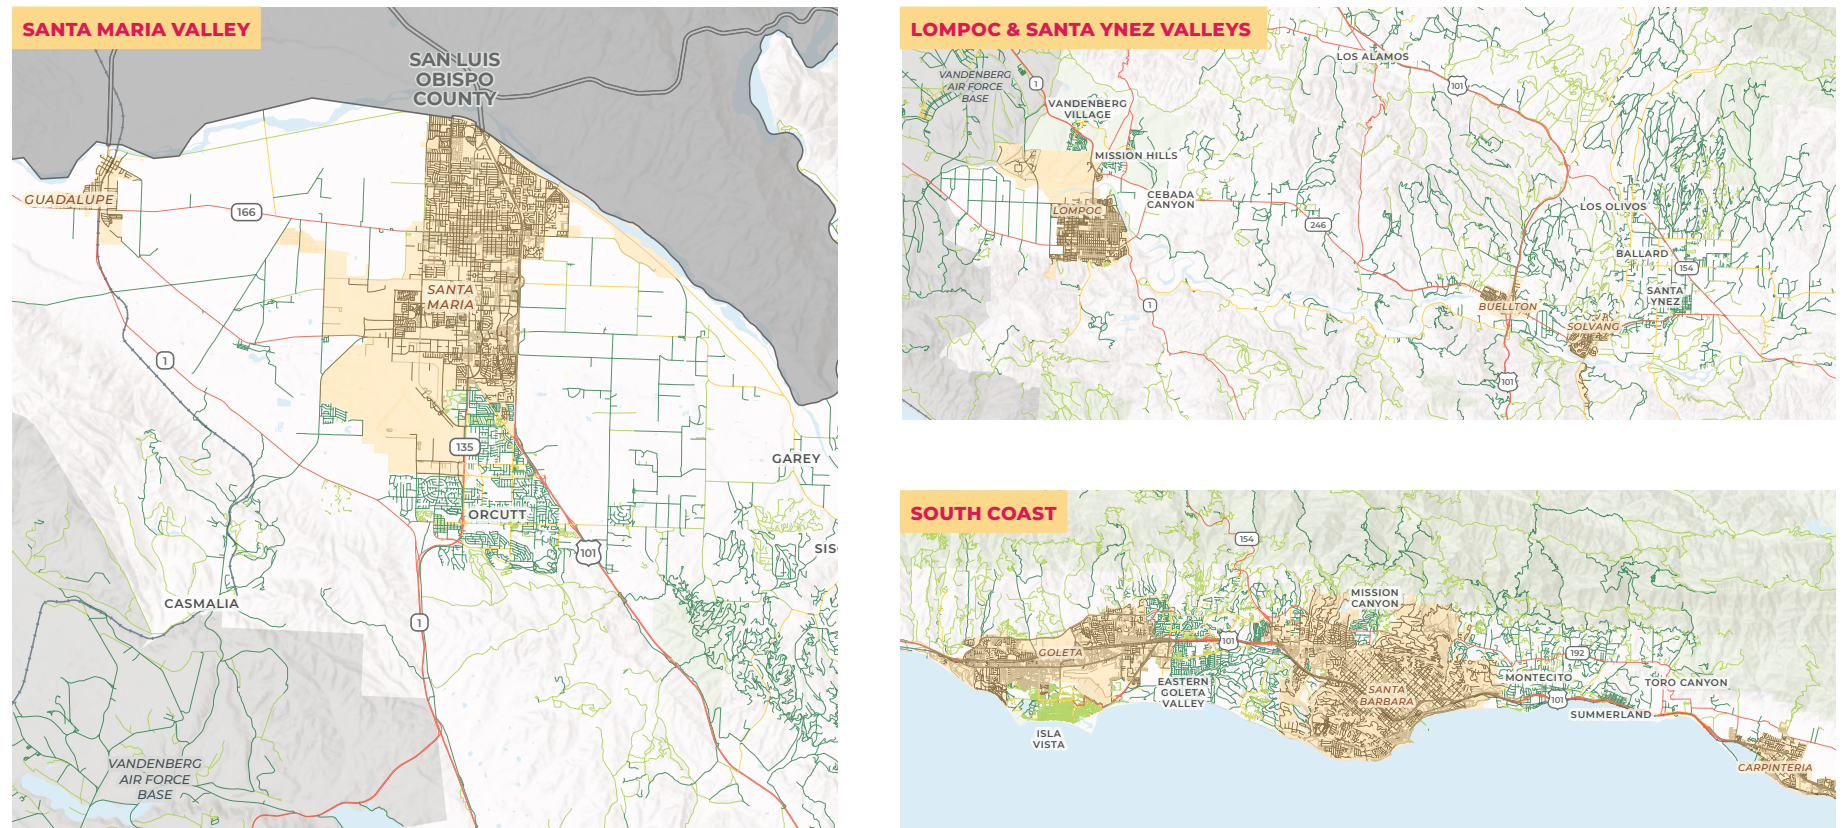 SANTA MARIA VALLEY
SAN LUIS
OBISPO
COUNTY
GUADALUPE
166
SANTA
MARIA
1
135
GAREY
ORCUTT
101
CASMALIA
1
VANDENBERG
AIR FORCE
BASE
LOMPOC & SANTA YNEZ VALLEYS
LOS ALAMOS
VANDENBERG
AIR FORCE
BASE
1
101
VANDENBERG
VILLAGE
MISSION HILLS
CEBADA
CANYON
LOMPOC
LOS OLIVOS
246
BALLARD
154
SANTA
YNEZ
1
BUELLTON
SOLVANG
101
SOUTH COAST
154
MISSION
CANYON
101
GOLETA
192
EASTERN
GOLETA
VALLEY
MONTECITO
TORO CANYON
SANTA
BARBARA
101
SUMMERLAND
ISLA
VISTA
CARPINTERIA